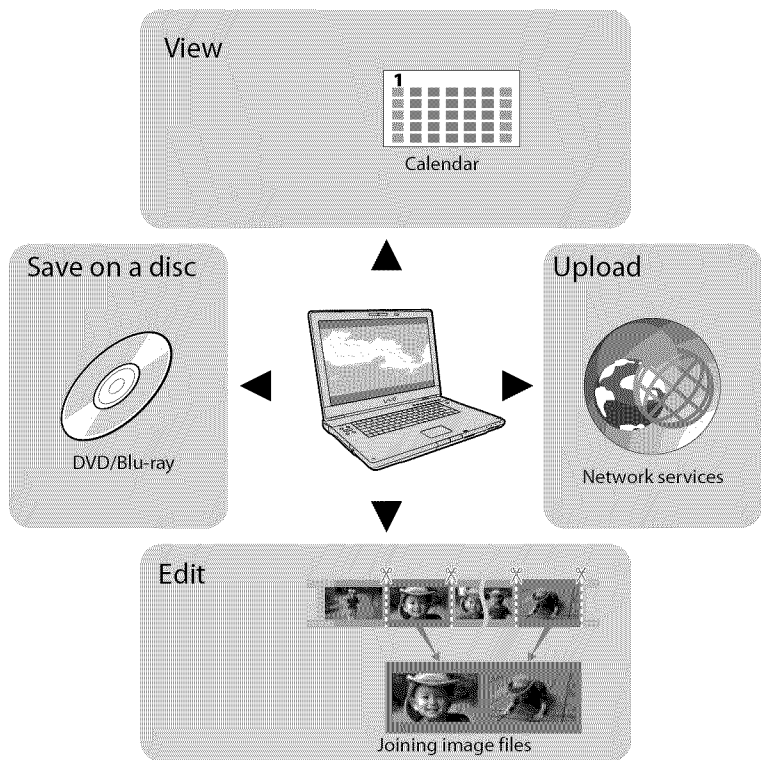 View
1
Calendar
Save on a disc
Upload
DVD/Blu-ray
Network services
Edit
Joining image files